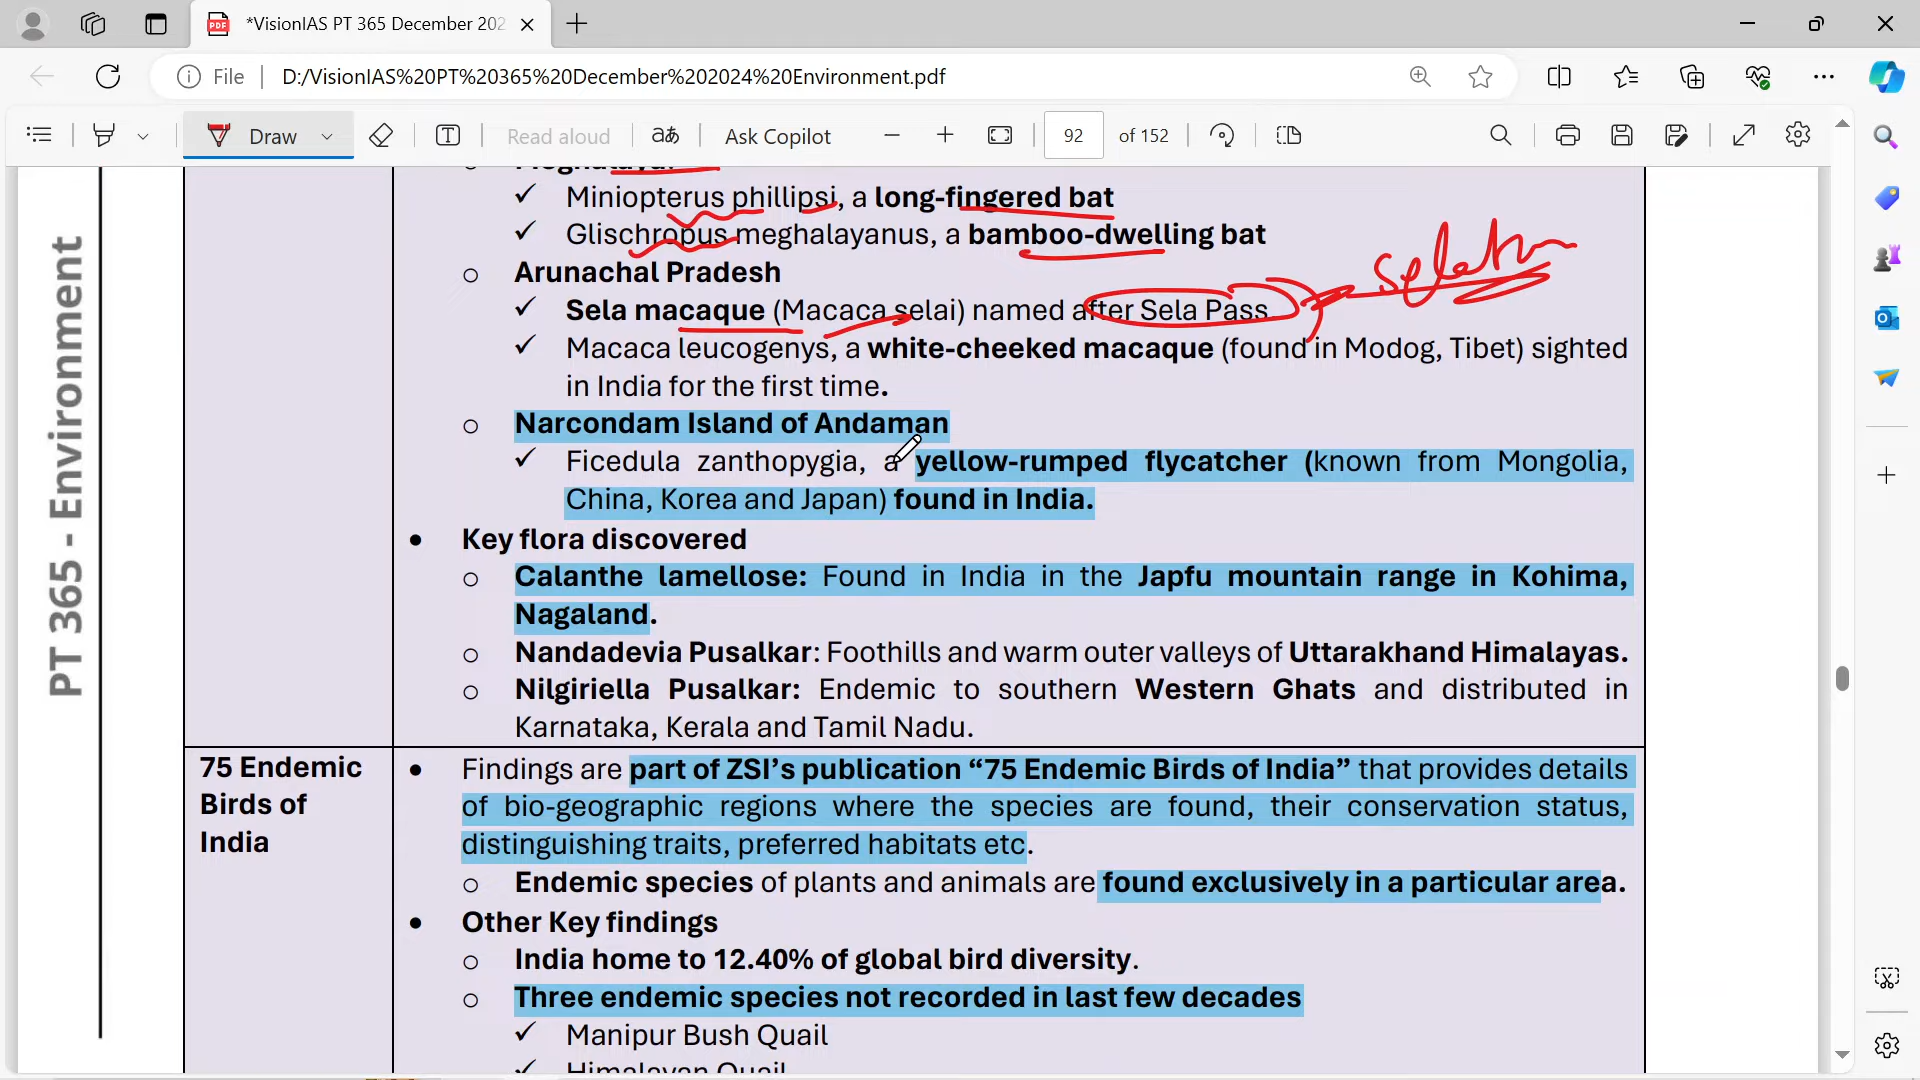 *VisionIAS PT 365 December 202
File
D:/VisionIAS%20PT%20365%20December%202024%20Environment.pdf
Draw
Read aloud
Ask Copilot
92 of 152
PT 365 - Environment
Miniopterus phillipsi, a long-fingered bat
Glischropus meghalayanus, a bamboo-dwelling bat
Arunachal Pradesh
Sela macaque (Macaca selai) named after Sela Pass.
Macaca leucogenys, a white-cheeked macaque (found in Modog, Tibet) sighted
in India for the first time.
Narcondam Island of Andaman
Ficedula zanthopygia, a yellow-rumped flycatcher (known from Mongolia,
China, Korea and Japan) found in India.
Key flora discovered
Calanthe lamellose: Found in India in the Japfu mountain range in Kohima,
Nagaland.
Nandadevia Pusalkar: Foothills and warm outer valleys of Uttarakhand Himalayas.
Nilgiriella Pusalkar: Endemic to southern Western Ghats and distributed in
Karnataka, Kerala and Tamil Nadu.
75 Endemic
Birds of
India
Findings are part of ZSI’s publication “75 Endemic Birds of India” that provides details
of bio-geographic regions where the species are found, their conservation status,
distinguishing traits, preferred habitats etc.
Endemic species of plants and animals are found exclusively in a particular area.
Other Key findings
India home to 12.40% of global bird diversity.
Three endemic species not recorded in last few decades
Manipur Bush Quail
Himalayan Quail